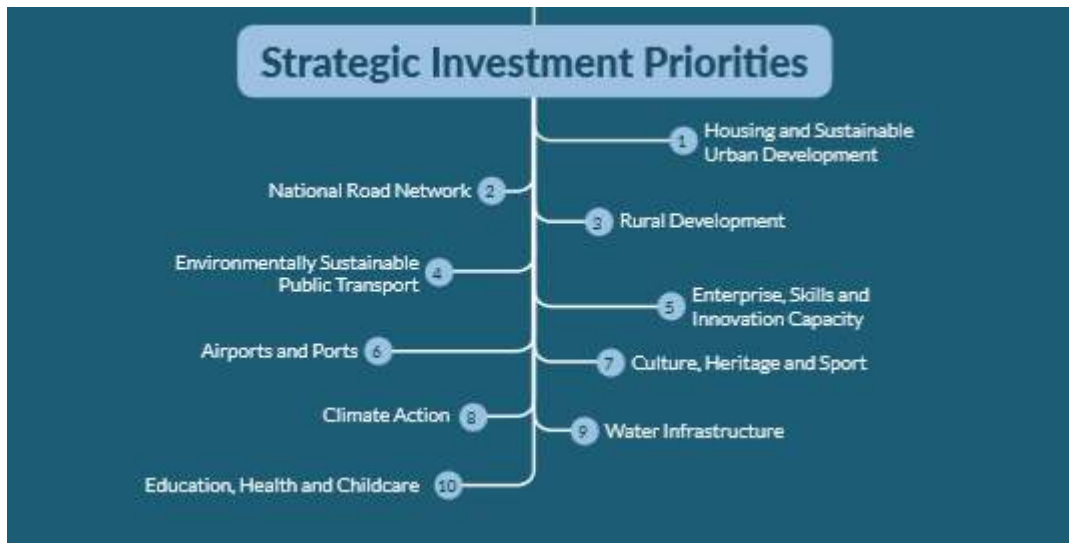 Strategic Investment Priorities
1 Housing and Sustainable
Urban Development
National Road Network 2
3 Rural Development
Environmentally Sustainable
Public Transport 4
5 Enterprise, Skills and
Innovation Capacity
Airports and Ports 6
7 Culture, Heritage and Sport
Climate Action 8
9 Water Infrastructure
Education, Health and Childcare 10